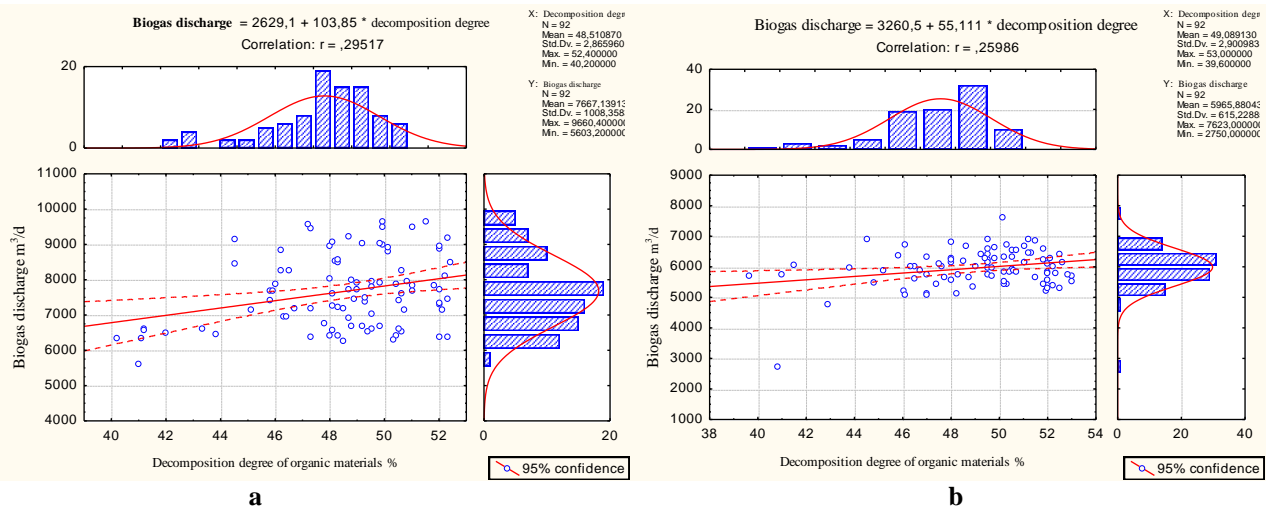 Biogas discharge = 2629,1 + 103,85 * decomposition degree
Correlation: r = ,29517
X: Decomposition degr
N = 92
Mean = 48,510870
Std.Dv. = 2,865960
Max. = 52,400000
Min. = 40,200000
Y: Biogas discharge
N = 92
Mean = 7667,13913
Std.Dv. = 1008,358
Max. = 9660,400000
Min. = 5603,200000
20
10
0
11000
10000
9000
8000
7000
6000
5000
4000
Biogas discharge m³/d
40 42 44 46 48 50 52
0 10 20
Decomposition degree of organic materials %
95% confidence
a
Biogas discharge = 3260,5 + 55,111 * decomposition degree
Correlation: r = ,25986
X: Decomposition degr
N = 92
Mean = 49,089130
Std.Dv. = 2,900983
Max. = 53,000000
Min. = 39,600000
Y: Biogas discharge
N = 92
Mean = 5965,88043
Std.Dv. = 615,2288
Max. = 7623,000000
Min. = 2750,000000
40
20
0
9000
8000
7000
6000
5000
4000
3000
2000
1000
Biogas discharge m³/d
38 40 42 44 46 48 50 52 54
0 20 40
Decomposition degree of organic materials %
95% confidence
b